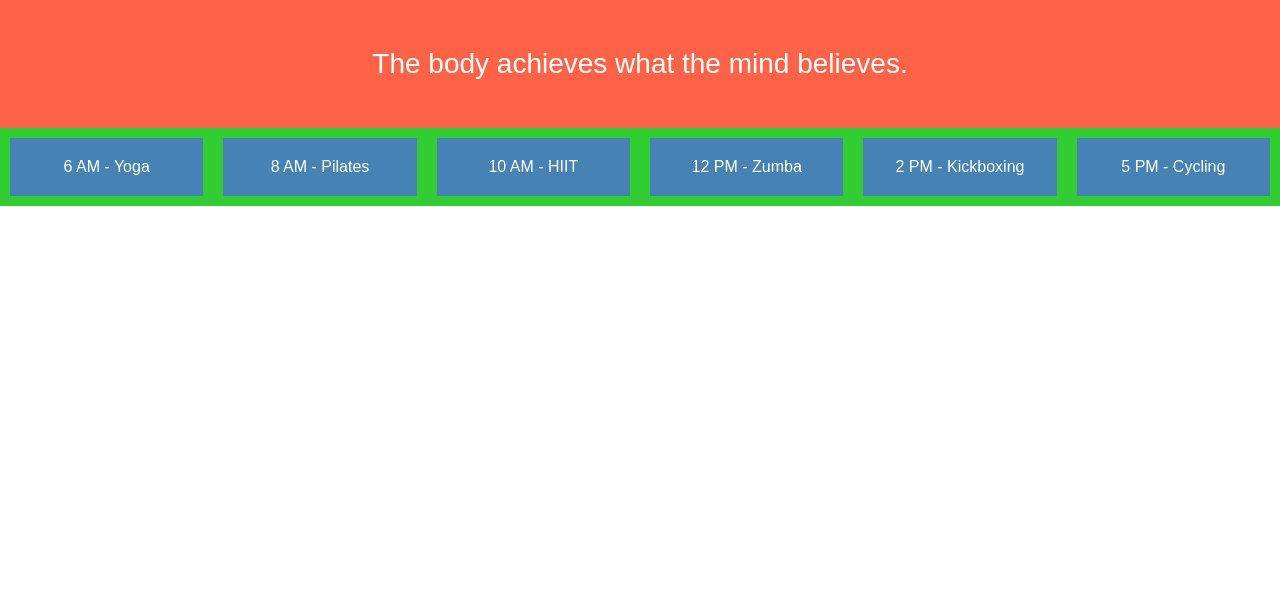 The body achieves what the mind believes.
6 AM - Yoga
8 AM - Pilates
10 AM - HIIT
12 PM - Zumba
2 PM - Kickboxing
5 PM - Cycling